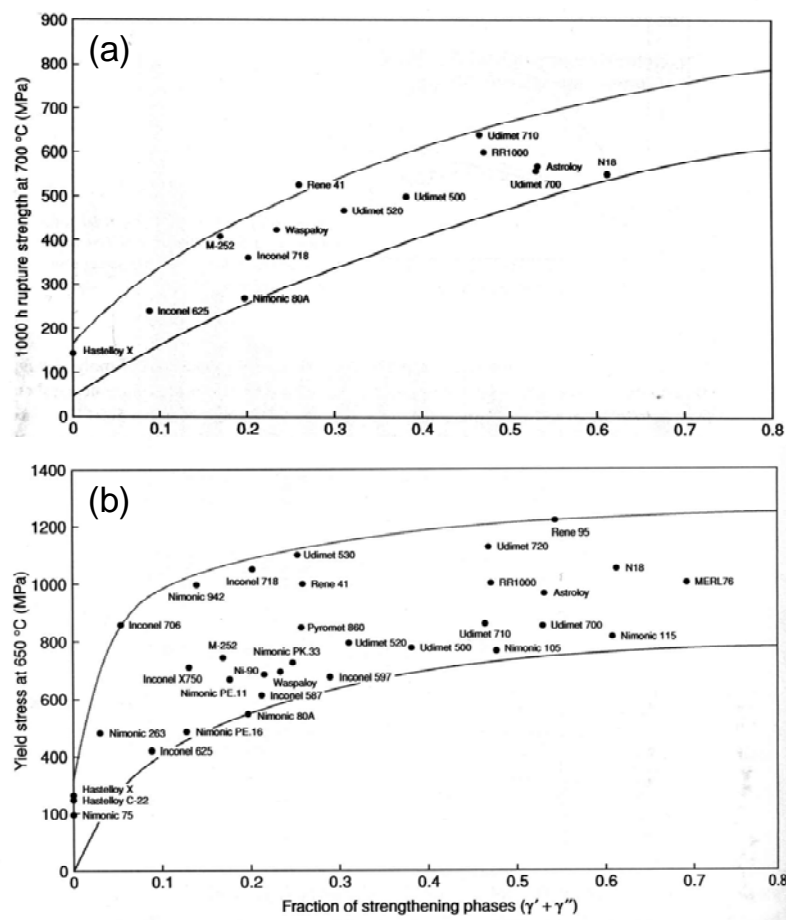 (a)
1000 h rupture strength at 700 °C (MPa)
900
800
700
600
500
400
300
200
100
0
Udimet 710
RR1000
Astroloy
N18
Udimet 700
Rene 41
Udimet 500
Udimet 520
Waspaloy
M-252
Inconel 718
Nimonic 80A
Inconel 625
Hastelloy X
0 0.1 0.2 0.3 0.4 0.5 0.6 0.7 0.8
(b)
Yield stress at 650 °C (MPa)
1400
1200
1000
800
600
400
100
0
Rene 95
Udimet 720
Udimet 530
Inconel 718
N18
Rene 41
RR1000
MERL76
Nimonic 942
Astroloy
Inconel 706
Pyromet 860
Udimet 710
Udimet 700
Nimonic 115
Udimet 520
Udimet 500
Nimonic 105
M-252
Nimonic PK.33
Inconel X750
Ni-90
Waspaloy
Inconel 597
Nimonic PE.11
Inconel 587
Nimonic 80A
Nimonic 263
Nimonic PE.16
Inconel 625
Hastelloy X
Hastelloy C-22
Nimonic 75
0 0.1 0.2 0.3 0.4 0.5 0.6 0.7 0.8
Fraction of strengthening phases (γ′ + γ″)